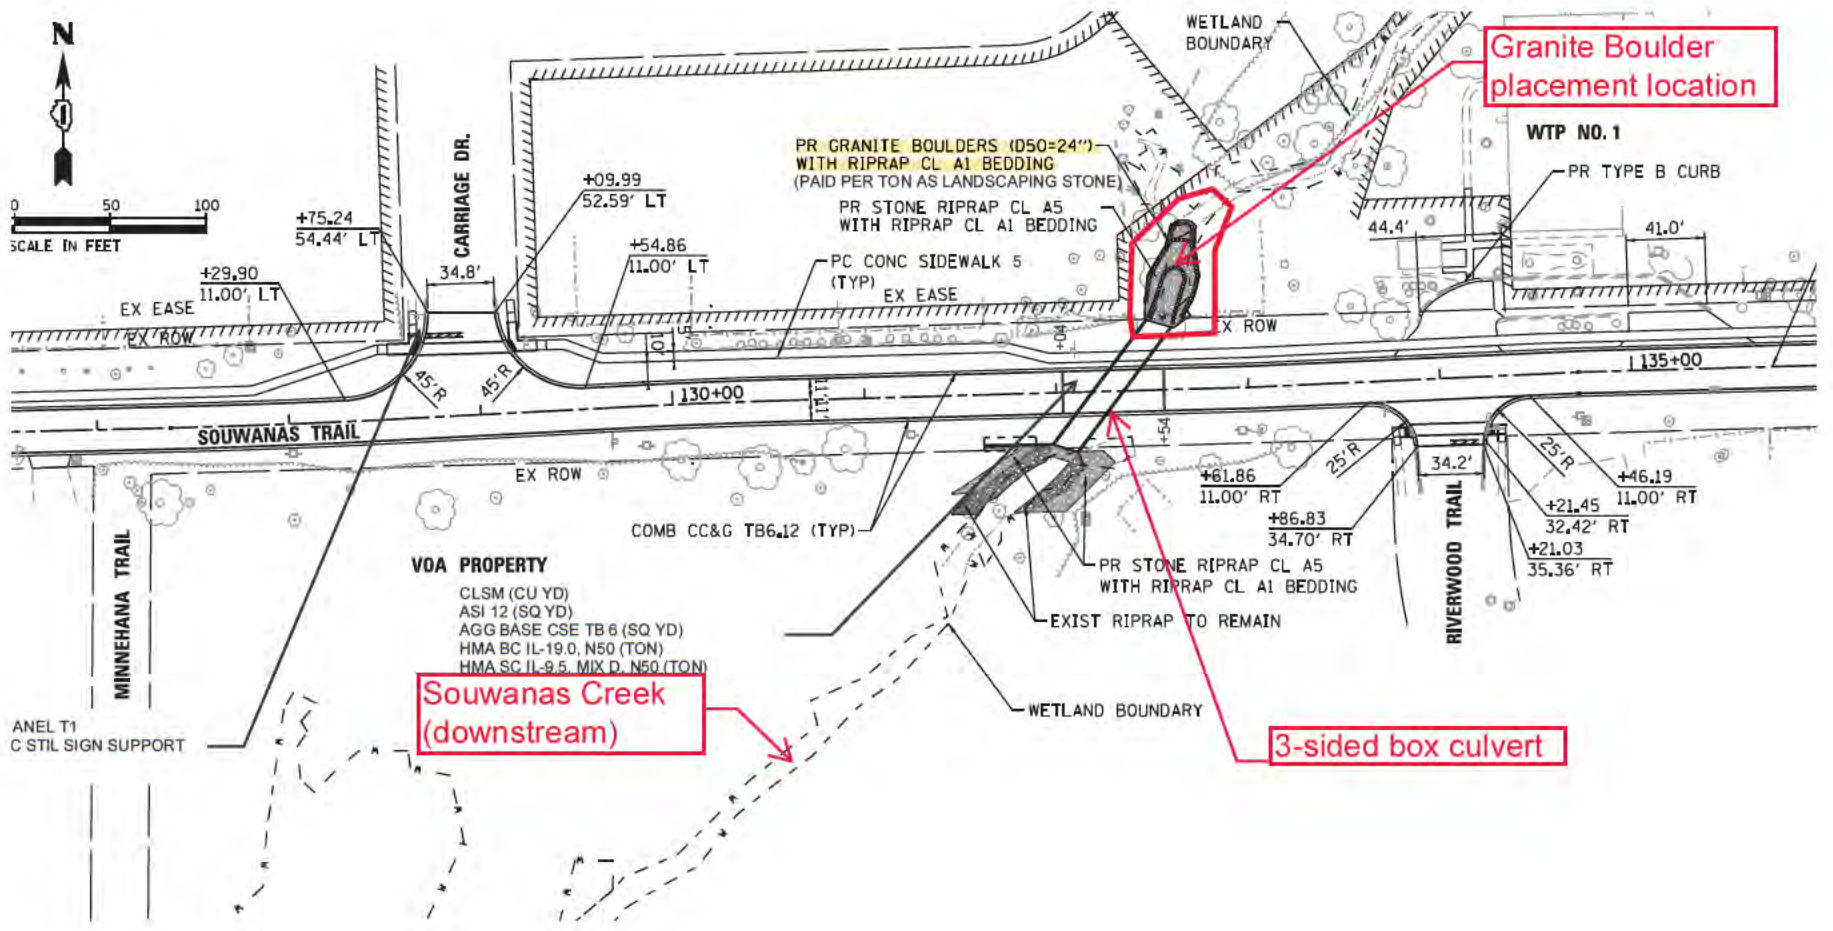 N
0 50 100
SCALE IN FEET
CARRIAGE DR.
+75.24
54.44' LT
+09.99
52.59' LT
+29.90
11.00' LT
34.8'
+54.86
11.00' LT
EX EASE
EX ROW
45'R
45'R
WETLAND
BOUNDARY
Granite Boulder
placement location
PR GRANITE BOULDERS (D50=24")
WITH RIPRAP CL A1 BEDDING
(PAID PER TON AS LANDSCAPING STONE)
PR STONE RIPRAP CL A5
WITH RIPRAP CL A1 BEDDING
PC CONC SIDEWALK 5
(TYP)
EX EASE
EX ROW
WTP NO. 1
PR TYPE B CURB
44.4'
41.0'
+04
10'
5'
130+00
11'
11'
135+00
SOUWANAS TRAIL
EX ROW
+54
MINNEHANA TRAIL
COMB CC&G TB6.12 (TYP)
+61.86
11.00' RT
25'R
34.2'
25'R
+46.19
11.00' RT
+86.83
34.70' RT
RIVERWOOD TRAIL
+21.45
32.42' RT
+21.03
35.36' RT
VOA PROPERTY
CLSM (CU YD)
ASI 12 (SQ YD)
AGG BASE CSE TB 6 (SQ YD)
HMA BC IL-19.0, N50 (TON)
HMA SC IL-9.5, MIX D, N50 (TON)
PR STONE RIPRAP CL A5
WITH RIPRAP CL A1 BEDDING
EXIST RIPRAP TO REMAIN
Souwanas Creek
(downstream)
WETLAND BOUNDARY
3-sided box culvert
ANEL T1
C STIL SIGN SUPPORT